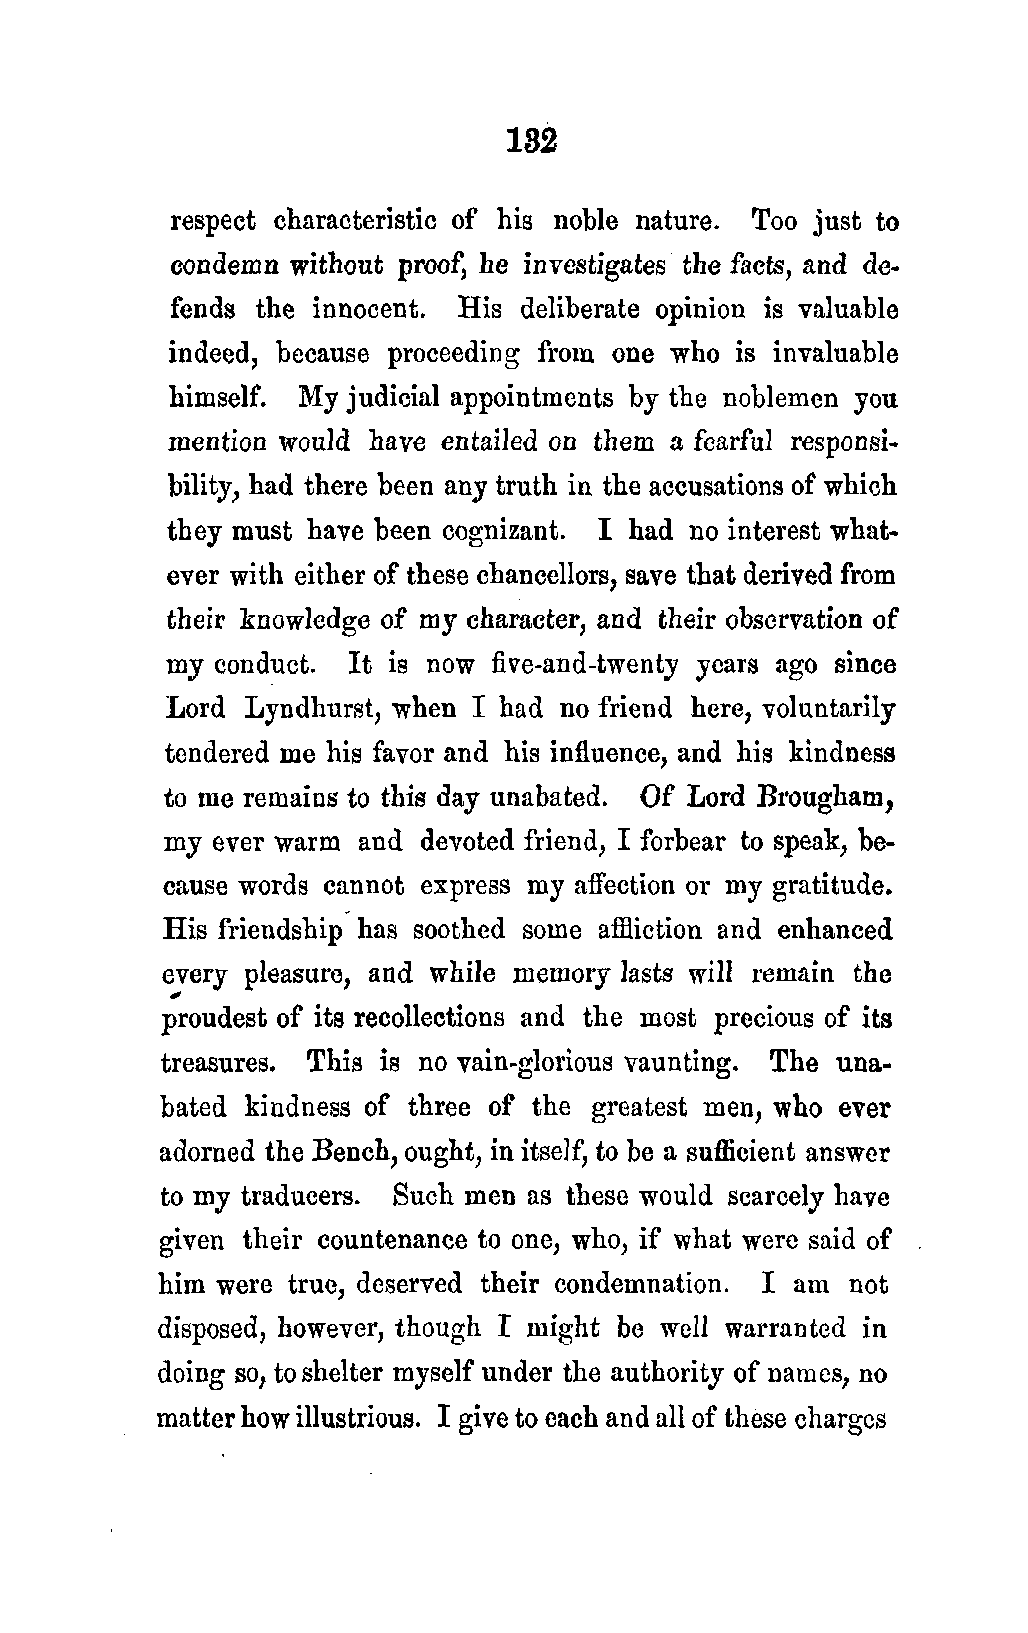 132
respect characteristic of his noble nature. Too just to
condemn without proof, he investigates the facts, and de-
fends the innocent. His deliberate opinion is valuable
indeed, because proceeding from one who is invaluable
himself. My judicial appointments by the noblemen you
mention would have entailed on them a fearful responsi-
bility, had there been any truth in the accusations of which
they must have been cognizant. I had no interest what-
ever with either of these chancellors, save that derived from
their knowledge of my character, and their observation of
my conduct. It is now five-and-twenty years ago since
Lord Lyndhurst, when I had no friend here, voluntarily
tendered me his favor and his influence, and his kindness
to me remains to this day unabated. Of Lord Brougham,
my ever warm and devoted friend, I forbear to speak, be-
cause words cannot express my affection or my gratitude.
His friendship has soothed some affliction and enhanced
every pleasure, and while memory lasts will remain the
proudest of its recollections and the most precious of its
treasures. This is no vain-glorious vaunting. The una-
bated kindness of three of the greatest men, who ever
adorned the Bench, ought, in itself, to be a sufficient answer
to my traducers. Such men as these would scarcely have
given their countenance to one, who, if what were said of
him were true, deserved their condemnation. I am not
disposed, however, though I might be well warranted in
doing so, to shelter myself under the authority of names, no
matter how illustrious. I give to each and all of these charges